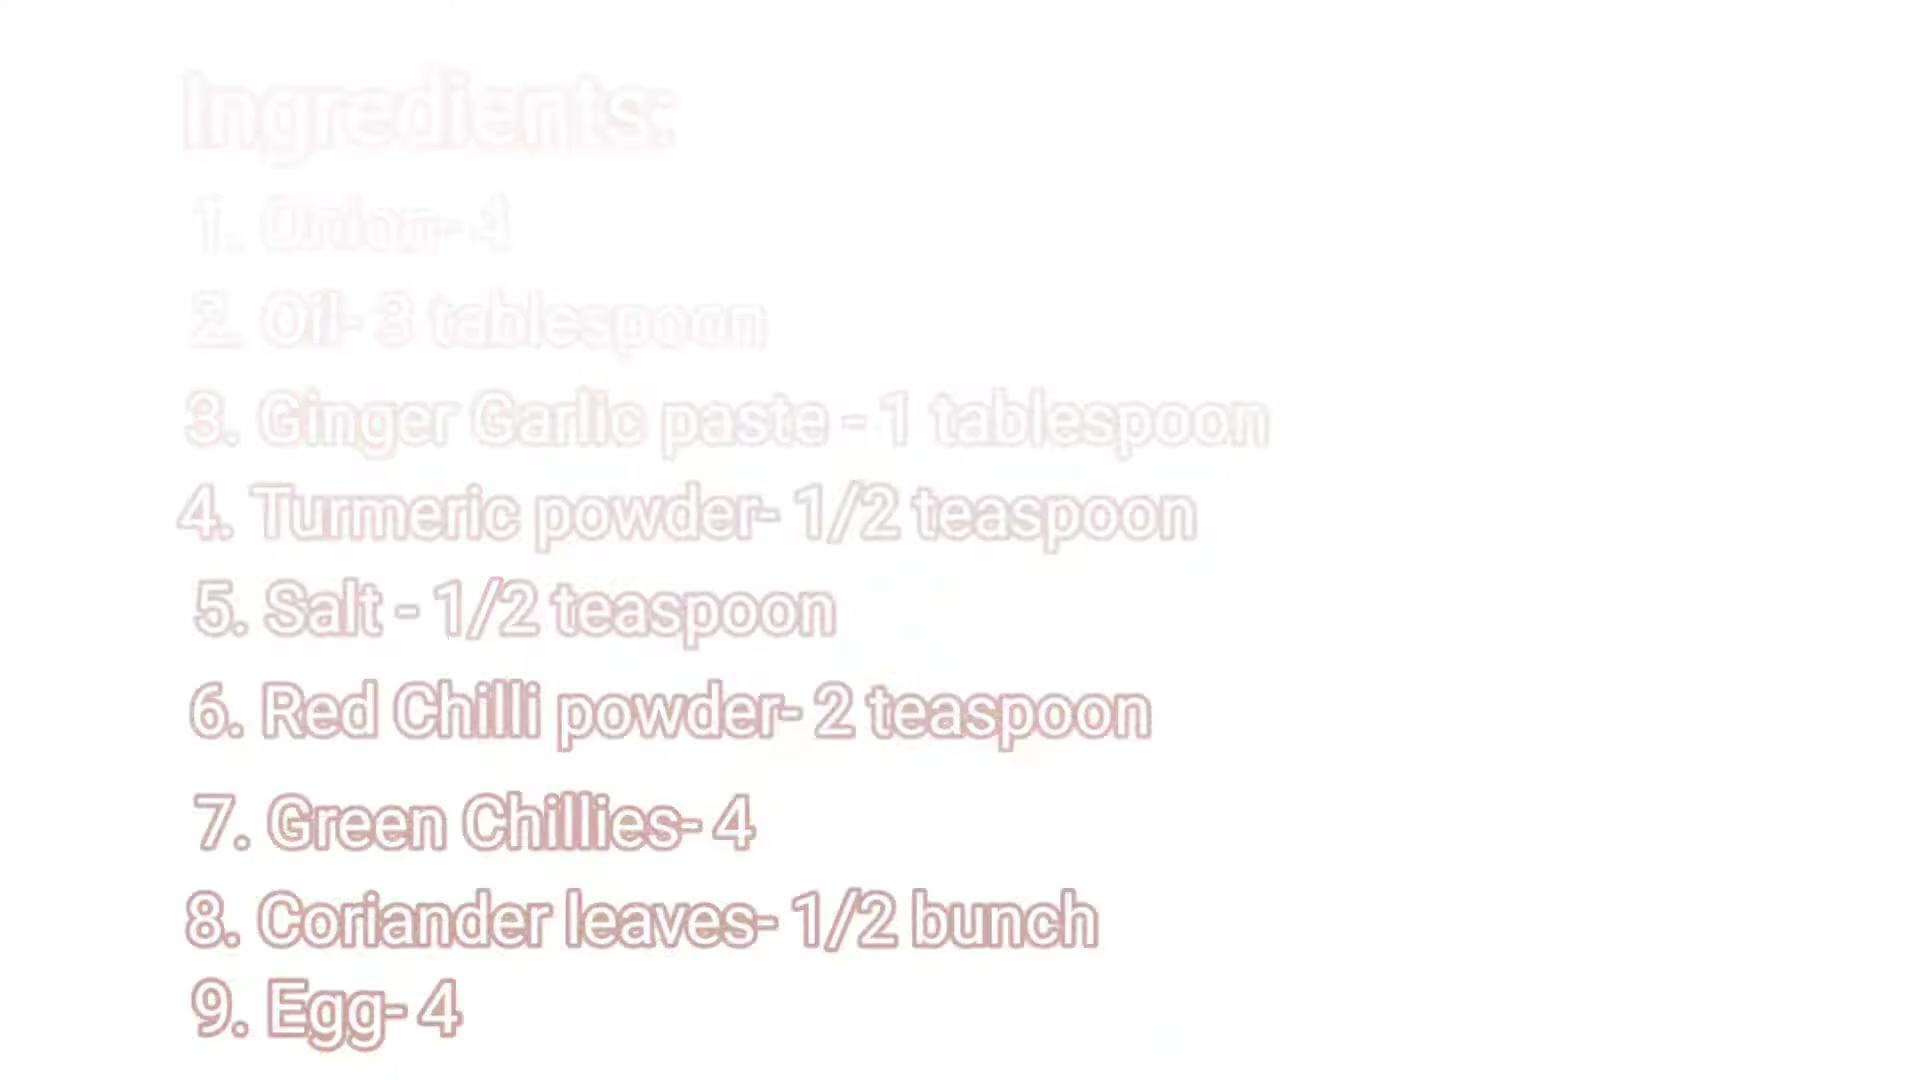 Ingredients:
1. Onion- 4
2. Oil- 3 tablespoon
3. Ginger Garlic paste - 1 tablespoon
4. Turmeric powder- 1/2 teaspoon
5. Salt - 1/2 teaspoon
6. Red Chilli powder- 2 teaspoon
7. Green Chillies- 4
8. Coriander leaves- 1/2 bunch
9. Egg- 4